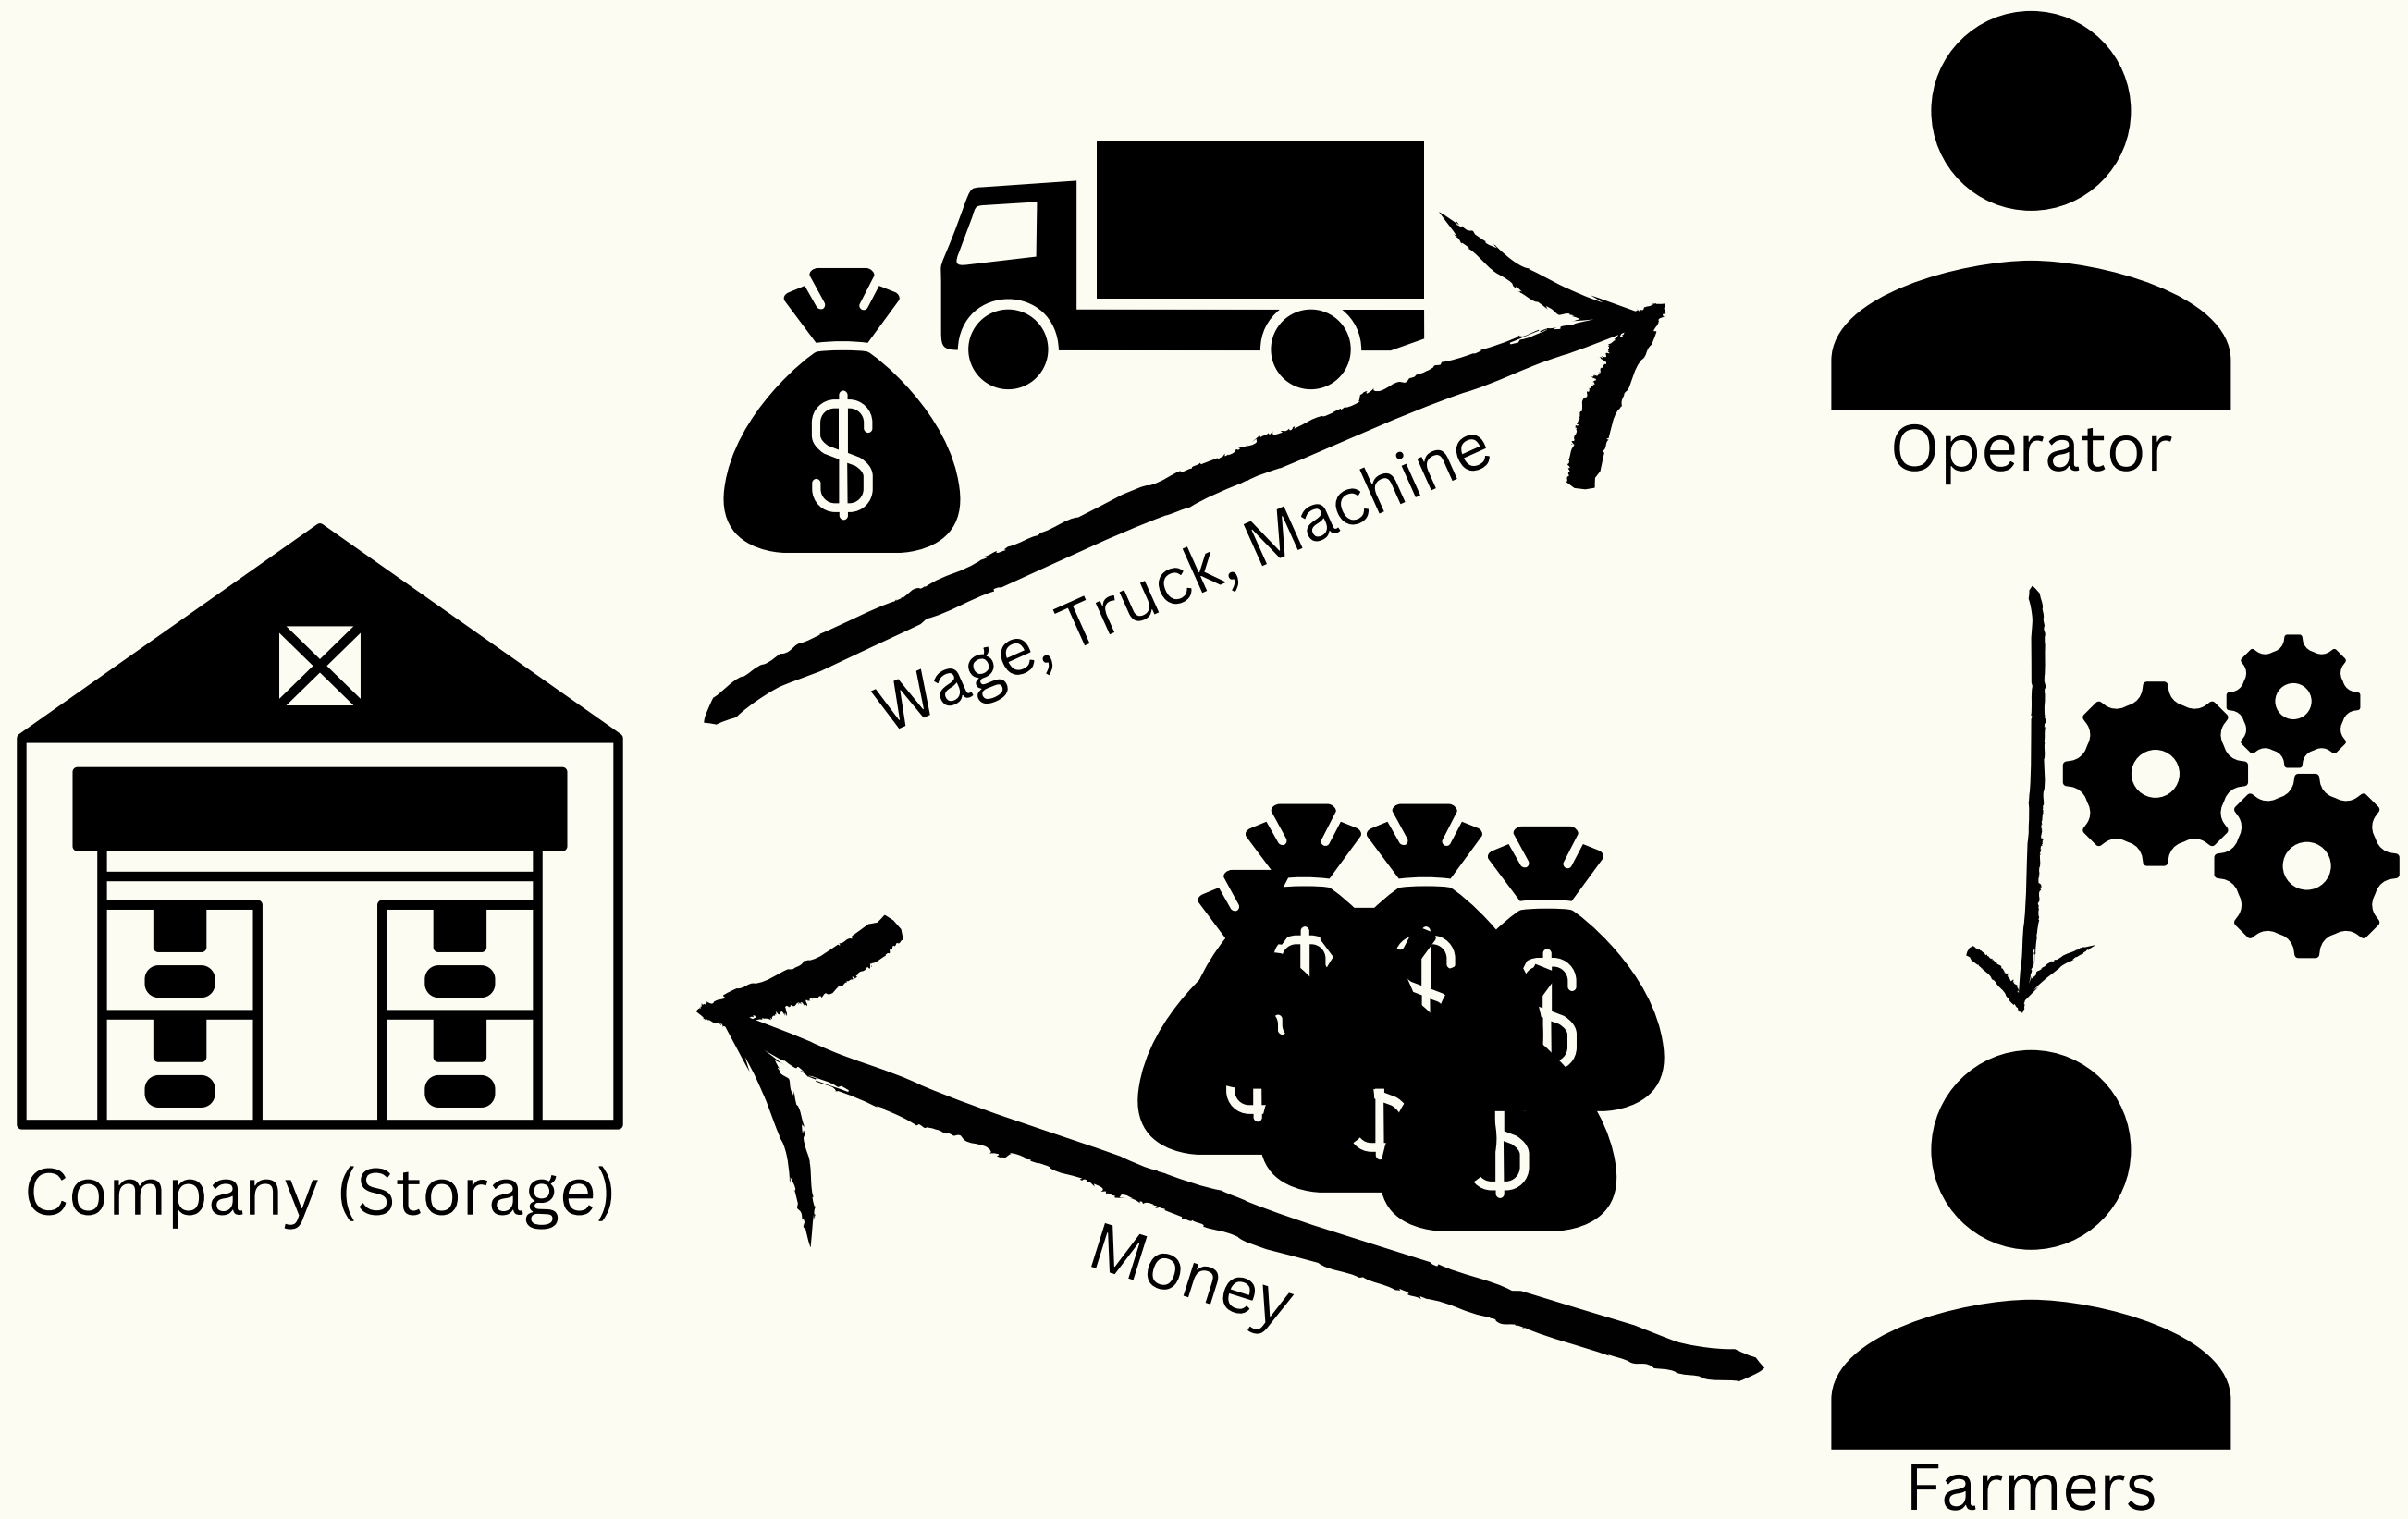 Operator
Wage, Truck, Machine
Company (Storage)
Money
Farmers